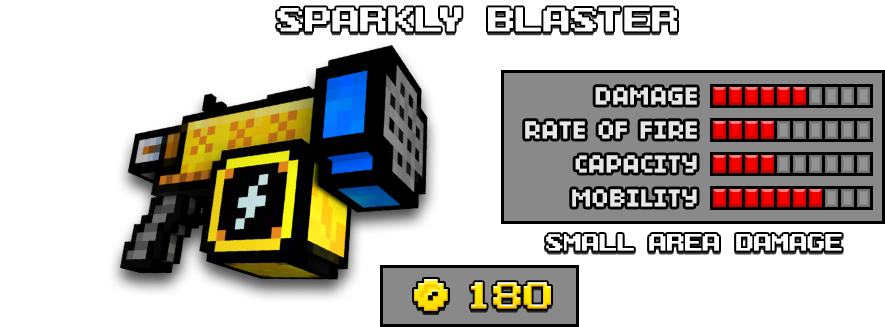 SPARKLY BLASTER
DAMAGE
RATE OF FIRE
CAPACITY
MOBILITY
SMALL AREA DAMAGE
180